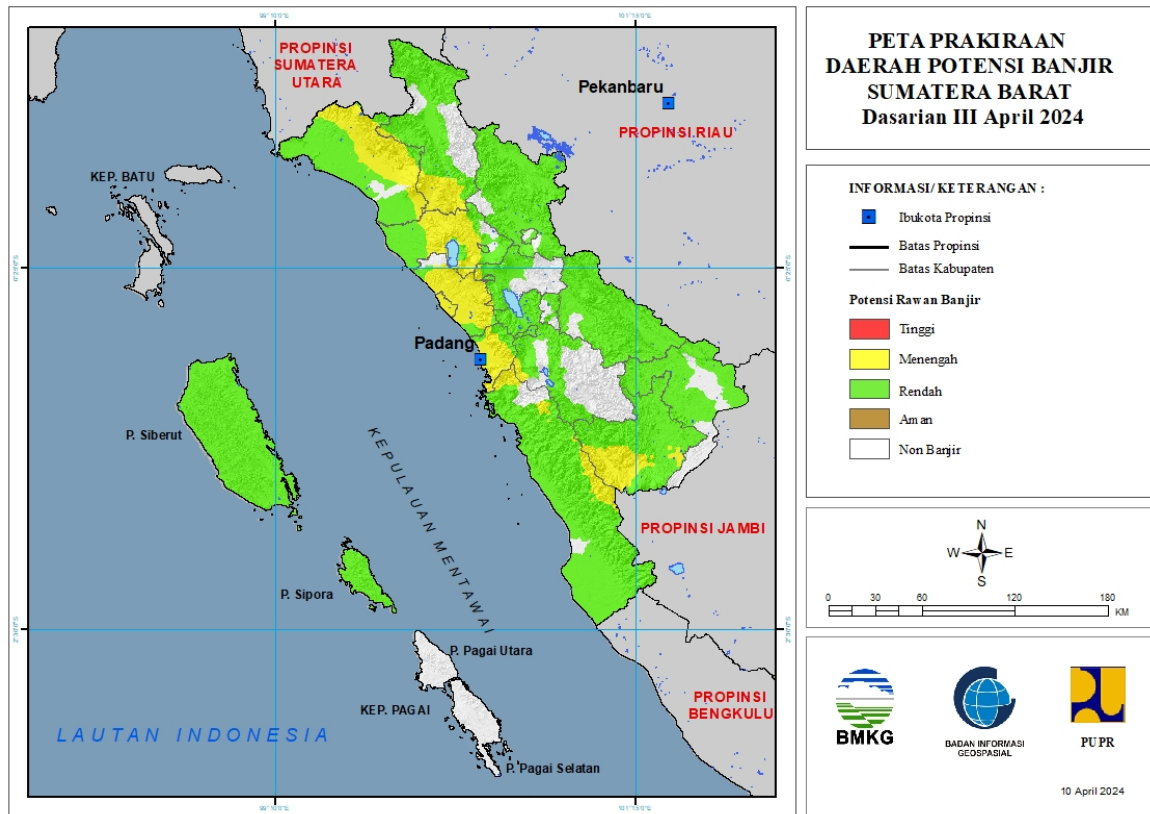 PETA PRAKIRAAN
DAERAH POTENSI BANJIR
SUMATERA BARAT
Dasarian III April 2024
INFORMASI/ KETERANGAN :
Ibukota Propinsi
Batas Propinsi
Batas Kabupaten
Potensi Rawan Banjir
Tinggi
Menengah
Rendah
Aman
Non Banjir
N
W E
S
0 30 60 120 180
KM
BMKG
BADAN INFORMASI
GEOSPASIAL
PUPR
10 April 2024
PROPINSI
SUMATERA
UTARA
Pekanbaru
PROPINSI RIAU
KEP. BATU
Padang
P. Siberut
KEPULAUAN MENTAWAI
PROPINSI JAMBI
P. Sipora
P. Pagai Utara
KEP. PAGAI
PROPINSI
BENGKULU
LAUTAN INDONESIA
P. Pagai Selatan